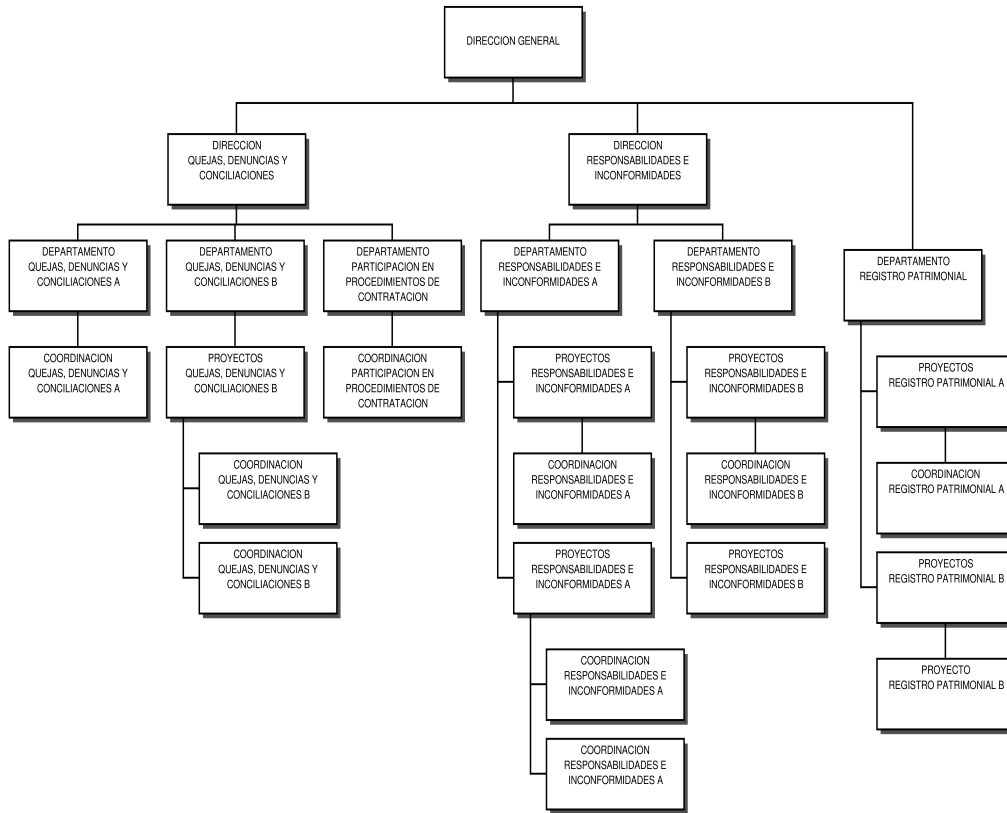 DIRECCION GENERAL
DIRECCION
QUEJAS, DENUNCIAS Y
CONCILIACIONES
DIRECCION
RESPONSABILIDADES E
INCONFORMIDADES
DEPARTAMENTO
QUEJAS, DENUNCIAS Y
CONCILIACIONES A
DEPARTAMENTO
QUEJAS, DENUNCIAS Y
CONCILIACIONES B
DEPARTAMENTO
PARTICIPACION EN
PROCEDIMIENTOS DE
CONTRATACION
DEPARTAMENTO
RESPONSABILIDADES E
INCONFORMIDADES A
DEPARTAMENTO
RESPONSABILIDADES E
INCONFORMIDADES B
DEPARTAMENTO
REGISTRO PATRIMONIAL
COORDINACION
QUEJAS, DENUNCIAS Y
CONCILIACIONES A
PROYECTOS
QUEJAS, DENUNCIAS Y
CONCILIACIONES B
COORDINACION
PARTICIPACION EN
PROCEDIMIENTOS DE
CONTRATACION
PROYECTOS
RESPONSABILIDADES E
INCONFORMIDADES A
PROYECTOS
RESPONSABILIDADES E
INCONFORMIDADES B
PROYECTOS
REGISTRO PATRIMONIAL A
COORDINACION
QUEJAS, DENUNCIAS Y
CONCILIACIONES B
COORDINACION
RESPONSABILIDADES E
INCONFORMIDADES A
COORDINACION
RESPONSABILIDADES E
INCONFORMIDADES B
COORDINACION
REGISTRO PATRIMONIAL A
COORDINACION
QUEJAS, DENUNCIAS Y
CONCILIACIONES B
PROYECTOS
RESPONSABILIDADES E
INCONFORMIDADES A
PROYECTOS
RESPONSABILIDADES E
INCONFORMIDADES B
PROYECTOS
REGISTRO PATRIMONIAL B
COORDINACION
RESPONSABILIDADES E
INCONFORMIDADES A
PROYECTO
REGISTRO PATRIMONIAL B
COORDINACION
RESPONSABILIDADES E
INCONFORMIDADES A